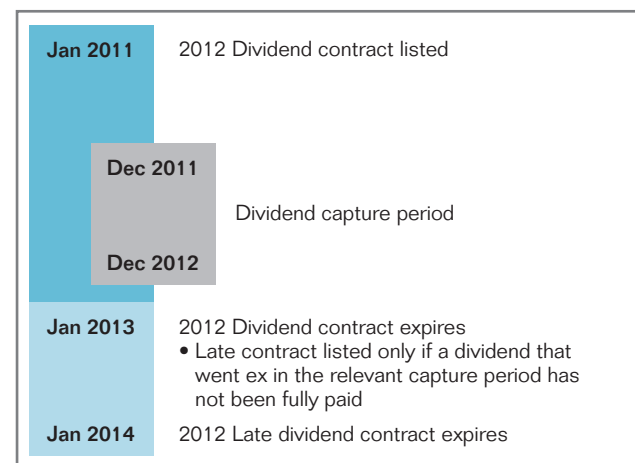 Jan 2011 2012 Dividend contract listed
Dec 2011
Dividend capture period
Dec 2012
Jan 2013 2012 Dividend contract expires
• Late contract listed only if a dividend that
went ex in the relevant capture period has
not been fully paid
Jan 2014 2012 Late dividend contract expires